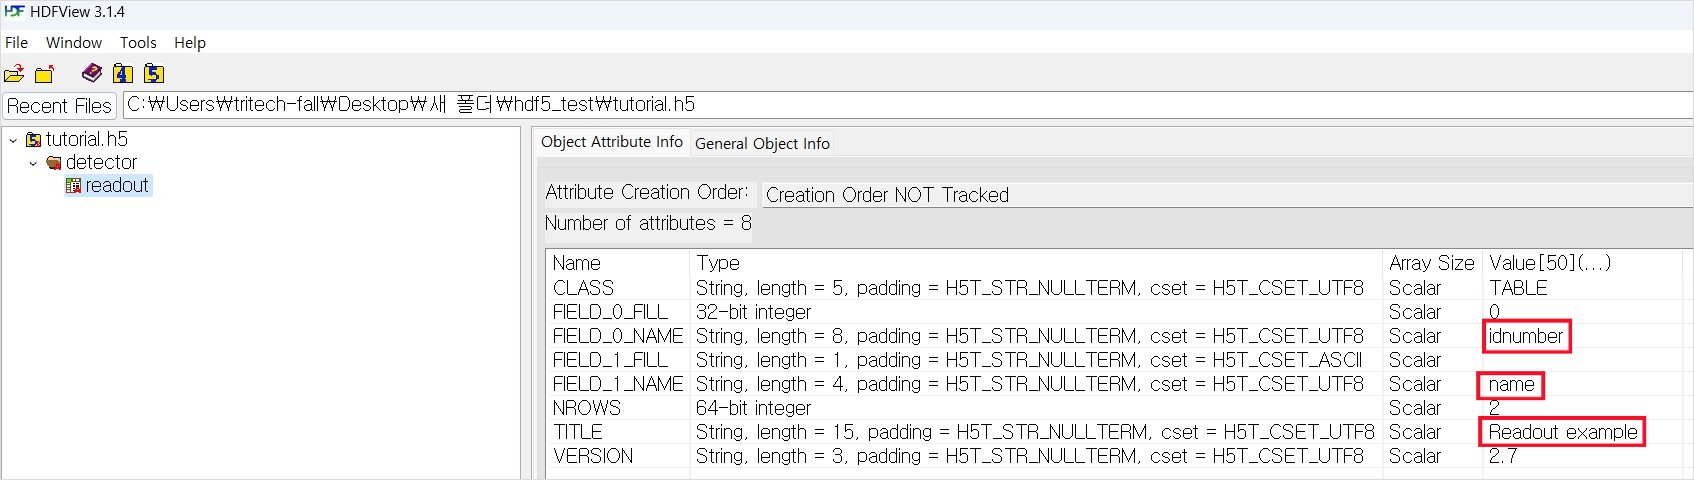 HDF HDFView 3.1.4
File Window Tools Help
4 5
Recent Files C:₩Users₩tritech-fall₩Desktop₩새 폴더₩hdf5_test₩tutorial.h5
5 tutorial.h5
detector
readout
Object Attribute Info General Object Info
Attribute Creation Order: Creation Order NOT Tracked
Number of attributes = 8
Name Type Array Size Value[50](...)
CLASS String, length = 5, padding = H5T_STR_NULLTERM, cset = H5T_CSET_UTF8 Scalar TABLE
FIELD_0_FILL 32-bit integer Scalar 0
FIELD_0_NAME String, length = 8, padding = H5T_STR_NULLTERM, cset = H5T_CSET_UTF8 Scalar idnumber
FIELD_1_FILL String, length = 1, padding = H5T_STR_NULLTERM, cset = H5T_CSET_ASCII Scalar
FIELD_1_NAME String, length = 4, padding = H5T_STR_NULLTERM, cset = H5T_CSET_UTF8 Scalar name
NROWS 64-bit integer Scalar 2
TITLE String, length = 15, padding = H5T_STR_NULLTERM, cset = H5T_CSET_UTF8 Scalar Readout example
VERSION String, length = 3, padding = H5T_STR_NULLTERM, cset = H5T_CSET_UTF8 Scalar 2.7